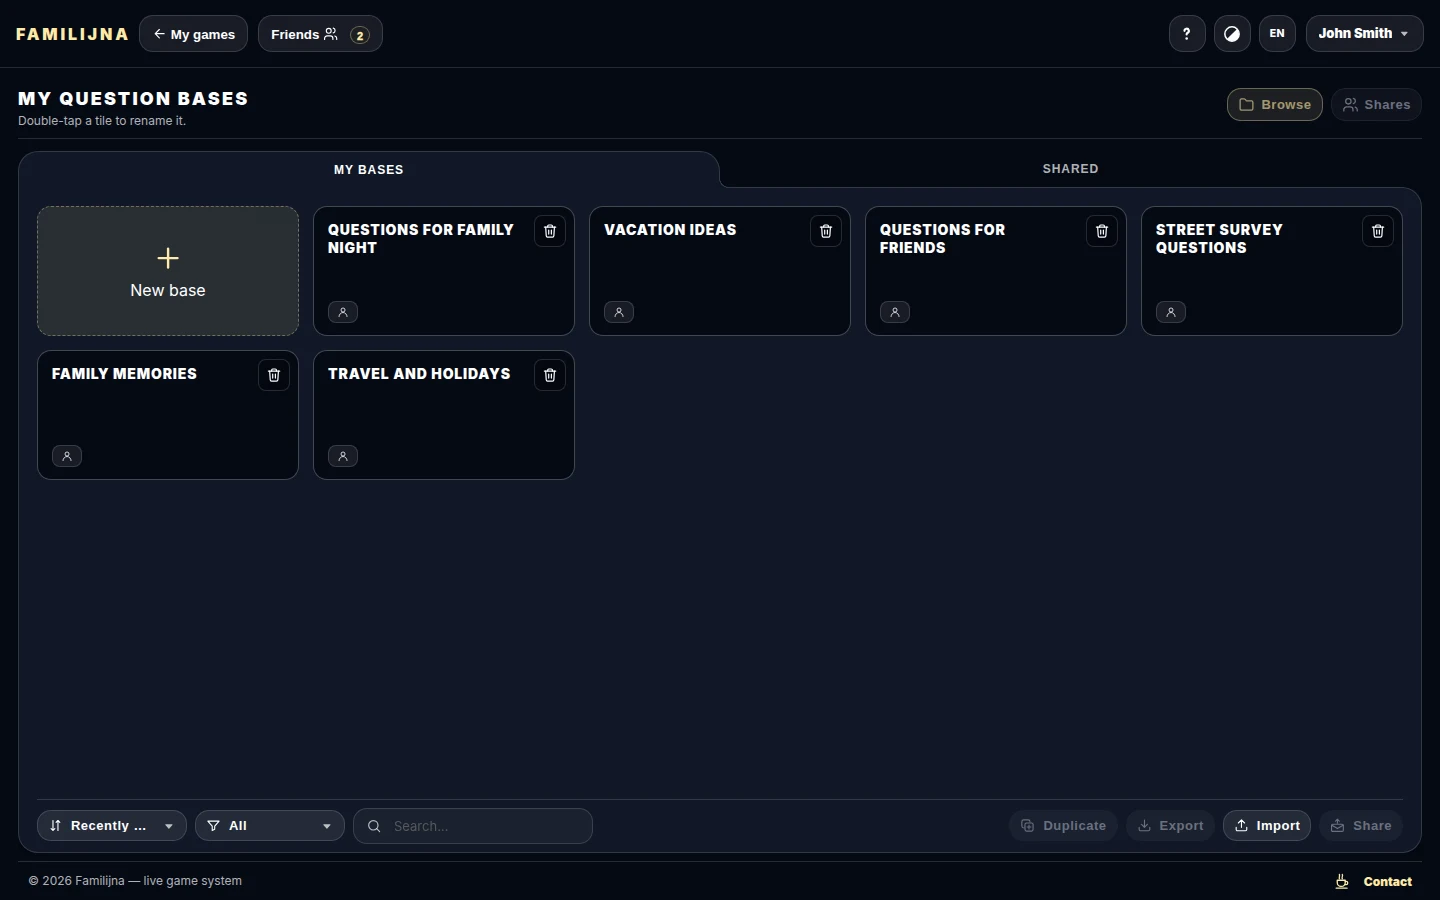 FAMILIJNA
My games
Friends
2
?
EN
John Smith
MY QUESTION BASES
Double-tap a tile to rename it.
Browse
Shares
MY BASES
SHARED
New base
QUESTIONS FOR FAMILY
NIGHT
VACATION IDEAS
QUESTIONS FOR
FRIENDS
STREET SURVEY
QUESTIONS
FAMILY MEMORIES
TRAVEL AND HOLIDAYS
Recently ...
All
Search...
Duplicate
Export
Import
Share
© 2026 Familijna — live game system
Contact